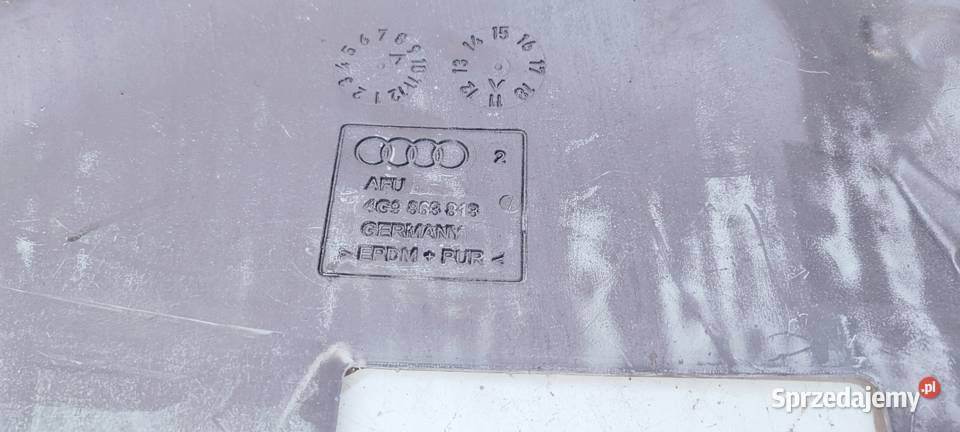 1 2 3 4 5 6 7 8 9 10 11 12
11 12 13 14 15 16 17 18
2
AFU
4G9 863 813
GERMANY
>EPDM + PUR<
Sprzedajemy .pl